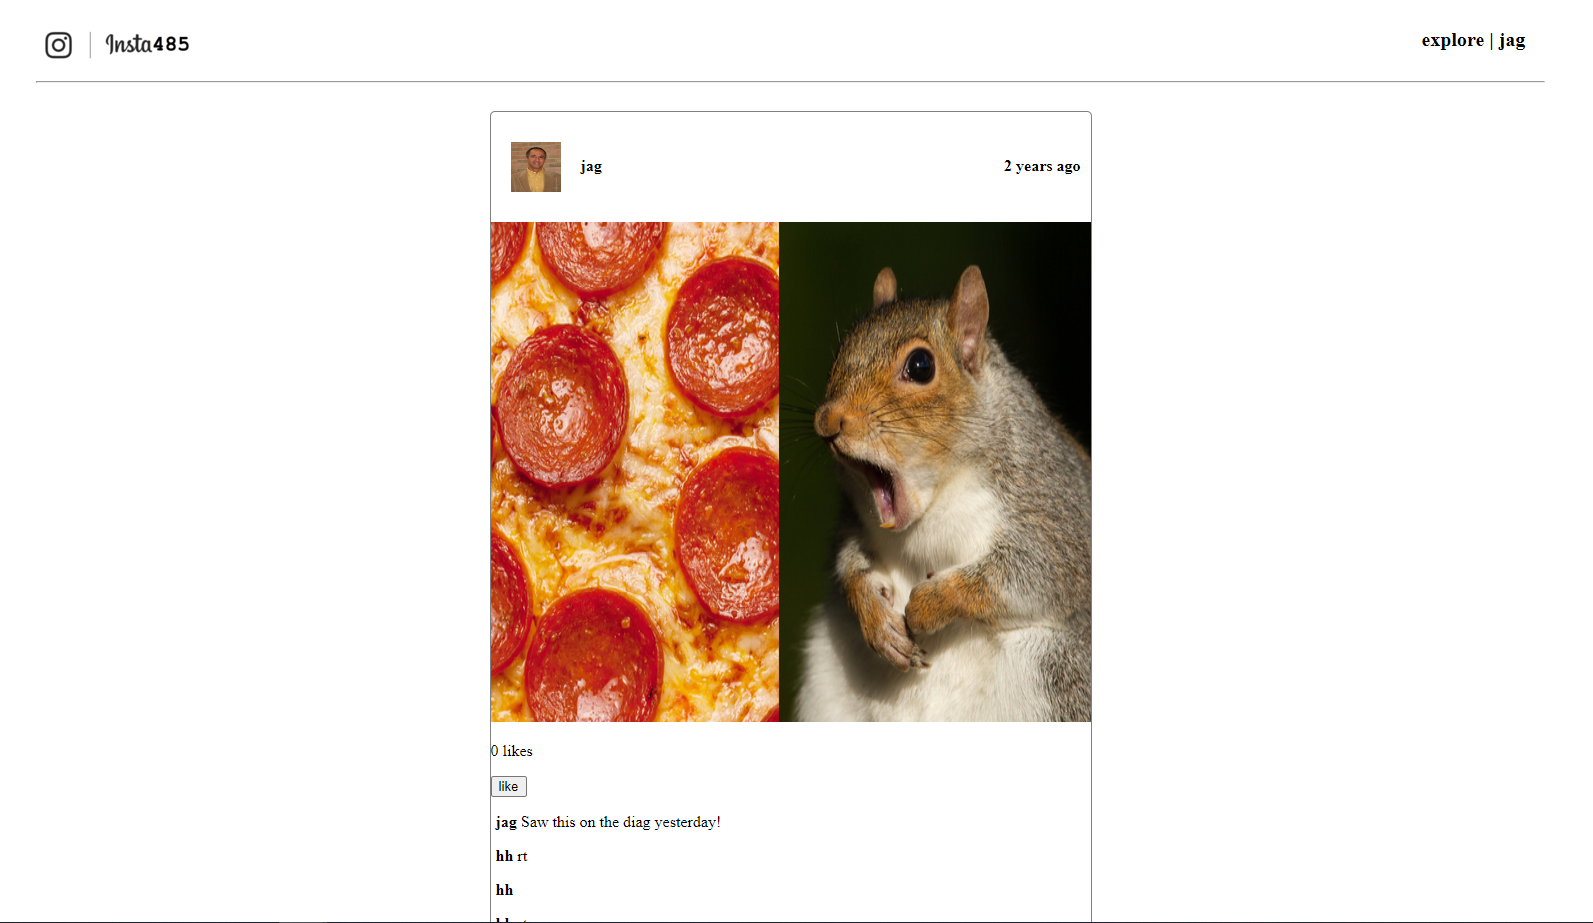 Insta485
explore | jag
jag
2 years ago
0 likes
like
jag Saw this on the diag yesterday!
hh rt
hh